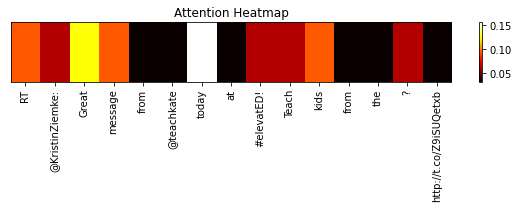 Attention Heatmap
0.15
0.10
0.05
RT
@KristinZiemke:
Great
message
from
@teachkate
today
at
#elevatED!
Teach
kids
from
the
?
http://t.co/Z9iSUQetxb